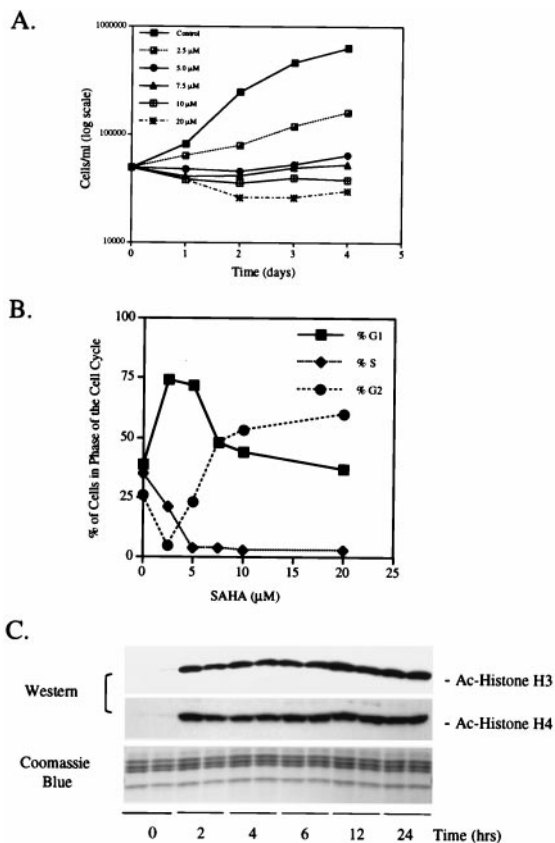 A.
1000000
Control
2.5 µM
5.0 µM
7.5 µM
10 µM
20 µM
100000
10000
Cells/ml (log scale)
0 1 2 3 4 5
Time (days)
B.
100
75
50
25
0
% of Cells in Phase of the Cell Cycle
% G1
% S
% G2
0 5 10 15 20 25
SAHA (µM)
C.
Western
- Ac-Histone H3
- Ac-Histone H4
Coomassie
Blue
0 2 4 6 12 24 Time (hrs)